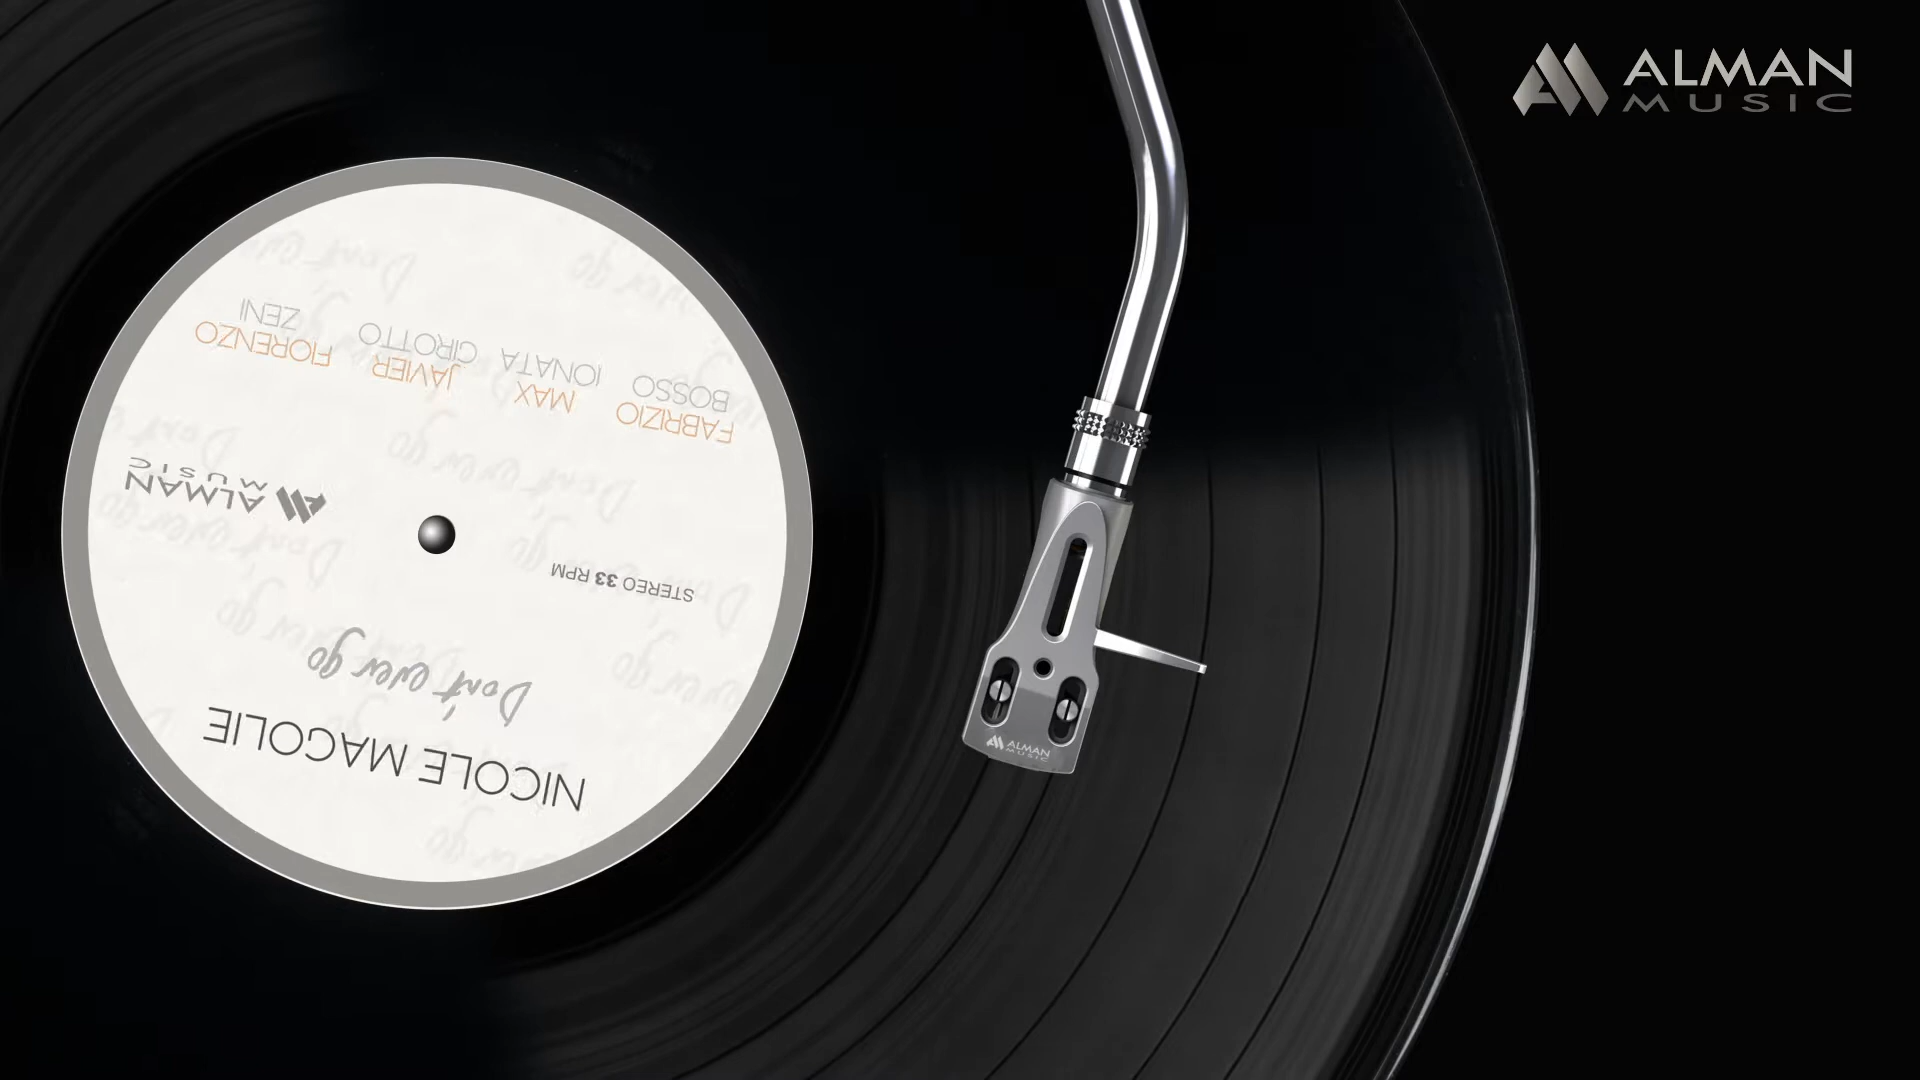 ALMAN
MUSIC
NICOLE MAGOLIE
Don't ever go
STEREO 33 RPM
ALMAN
MUSIC
FABRIZIO BOSSO
MAX IONATA
JAVIER GIROTTO
FIORENZO ZENI
ALMAN
MUSIC